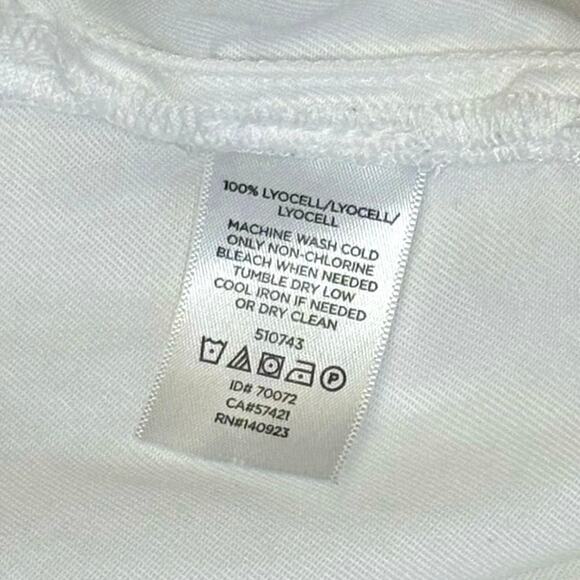 100% LYOCELL/LYOCELL/
LYOCELL
MACHINE WASH COLD
ONLY NON-CHLORINE
BLEACH WHEN NEEDED
TUMBLE DRY LOW
COOL IRON IF NEEDED
OR DRY CLEAN
510743
P
ID# 70072
CA#57421
RN#140923